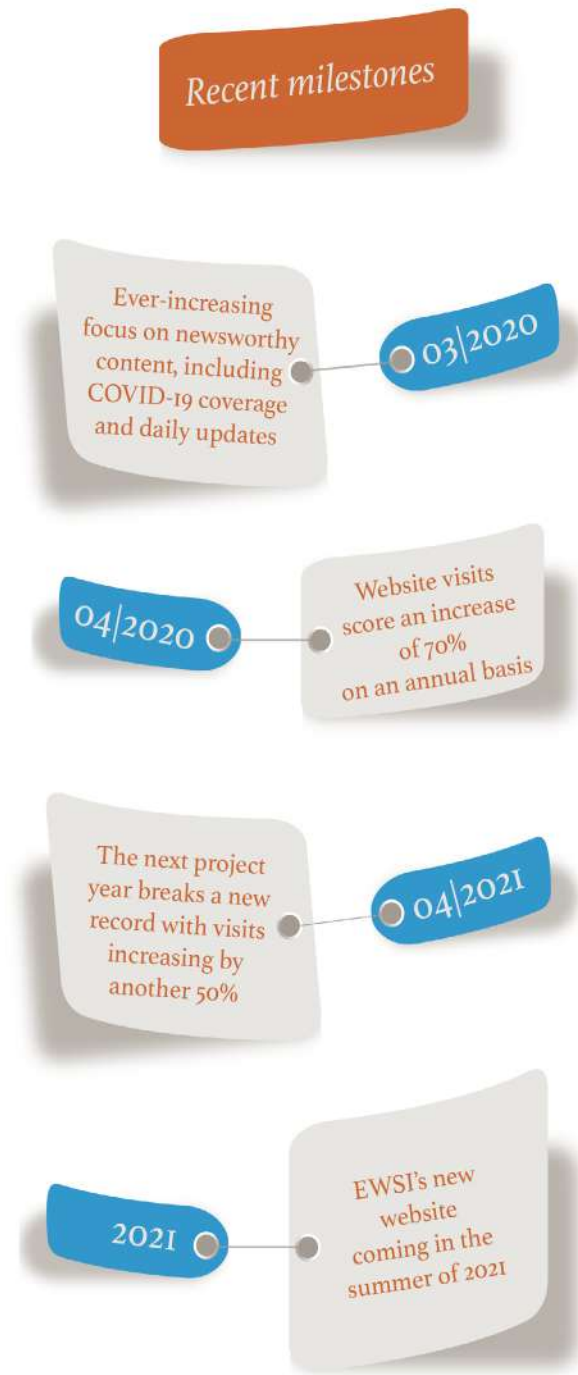 Recent milestones
Ever-increasing
focus on newsworthy
content, including
COVID-19 coverage
and daily updates
03|2020
04|2020
Website visits
score an increase
of 70%
on an annual basis
The next project
year breaks a new
record with visits
increasing by
another 50%
04|2021
2021
EWSI's new
website
coming in the
summer of 2021